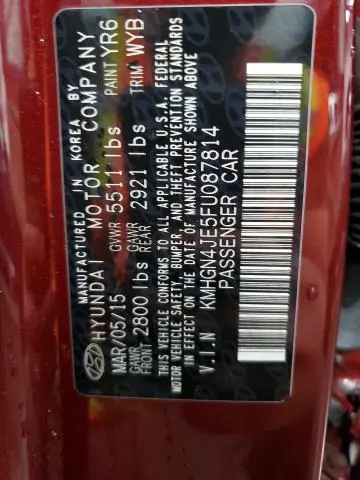 MANUFACTURED IN KOREA BY
HYUNDAI MOTOR COMPANY
MAR/05/15 GVWR 5511 lbs PAINT YR6
GAWR FRONT 2800 lbs GAWR REAR 2921 lbs TRIM WYB
THIS VEHICLE CONFORMS TO ALL APPLICABLE U.S.A. FEDERAL
MOTOR VEHICLE SAFETY, BUMPER, AND THEFT PREVENTION STANDARDS
IN EFFECT ON THE DATE OF MANUFACTURE SHOWN ABOVE
V.I.N KMHGN4JE5FU087814
PASSENGER CAR